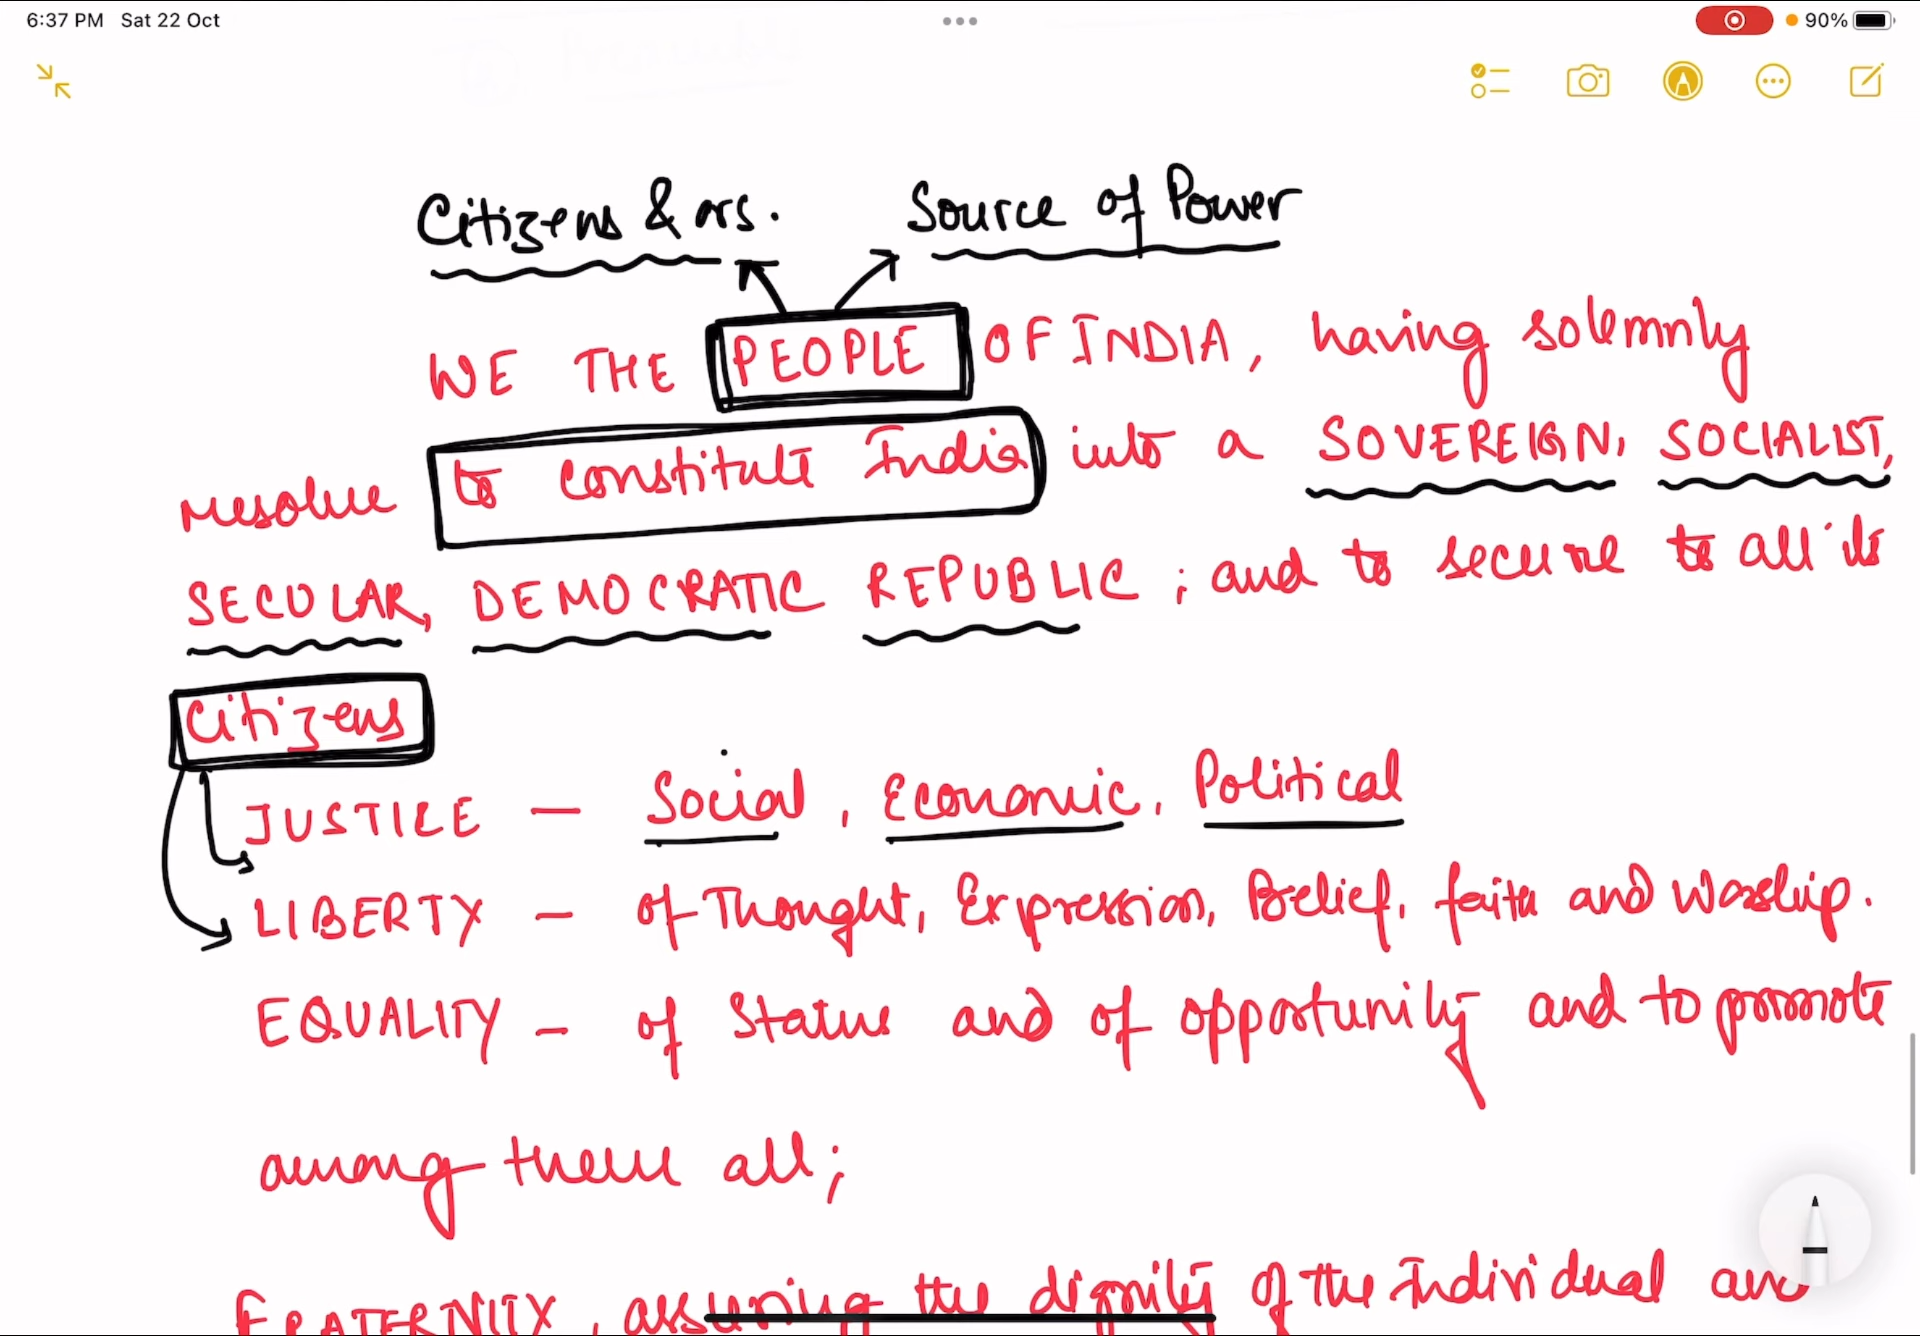 6:37 PM Sat 22 Oct 90%
Citizens & ors. Source of Power
WE THE PEOPLE OF INDIA, having solemnly
resolve to constitute India into a SOVEREIGN, SOCIALIST,
SECULAR, DEMOCRATIC REPUBLIC ; and to secure to all its
Citizens
JUSTICE – Social, Economic, Political
LIBERTY – of Thought, Expression, Belief, faith and Worship.
EQUALITY – of Status and of opportunity and to promote
among them all;
FRATERNITY, assuring the dignity of the Individual and